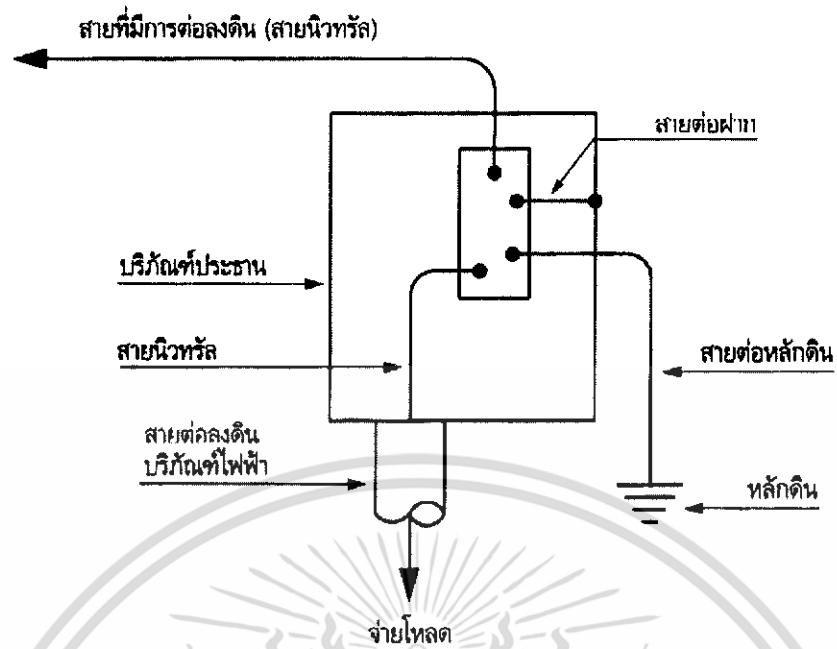 สายที่มีการต่อลงดิน (สายนิวทรัล)
สายต่อฝาก
บริภัณฑ์ประธาน
สายนิวทรัล
สายต่อหลักดิน
สายต่อลงดิน
บริภัณฑ์ไฟฟ้า
หลักดิน
จ่ายโหลด